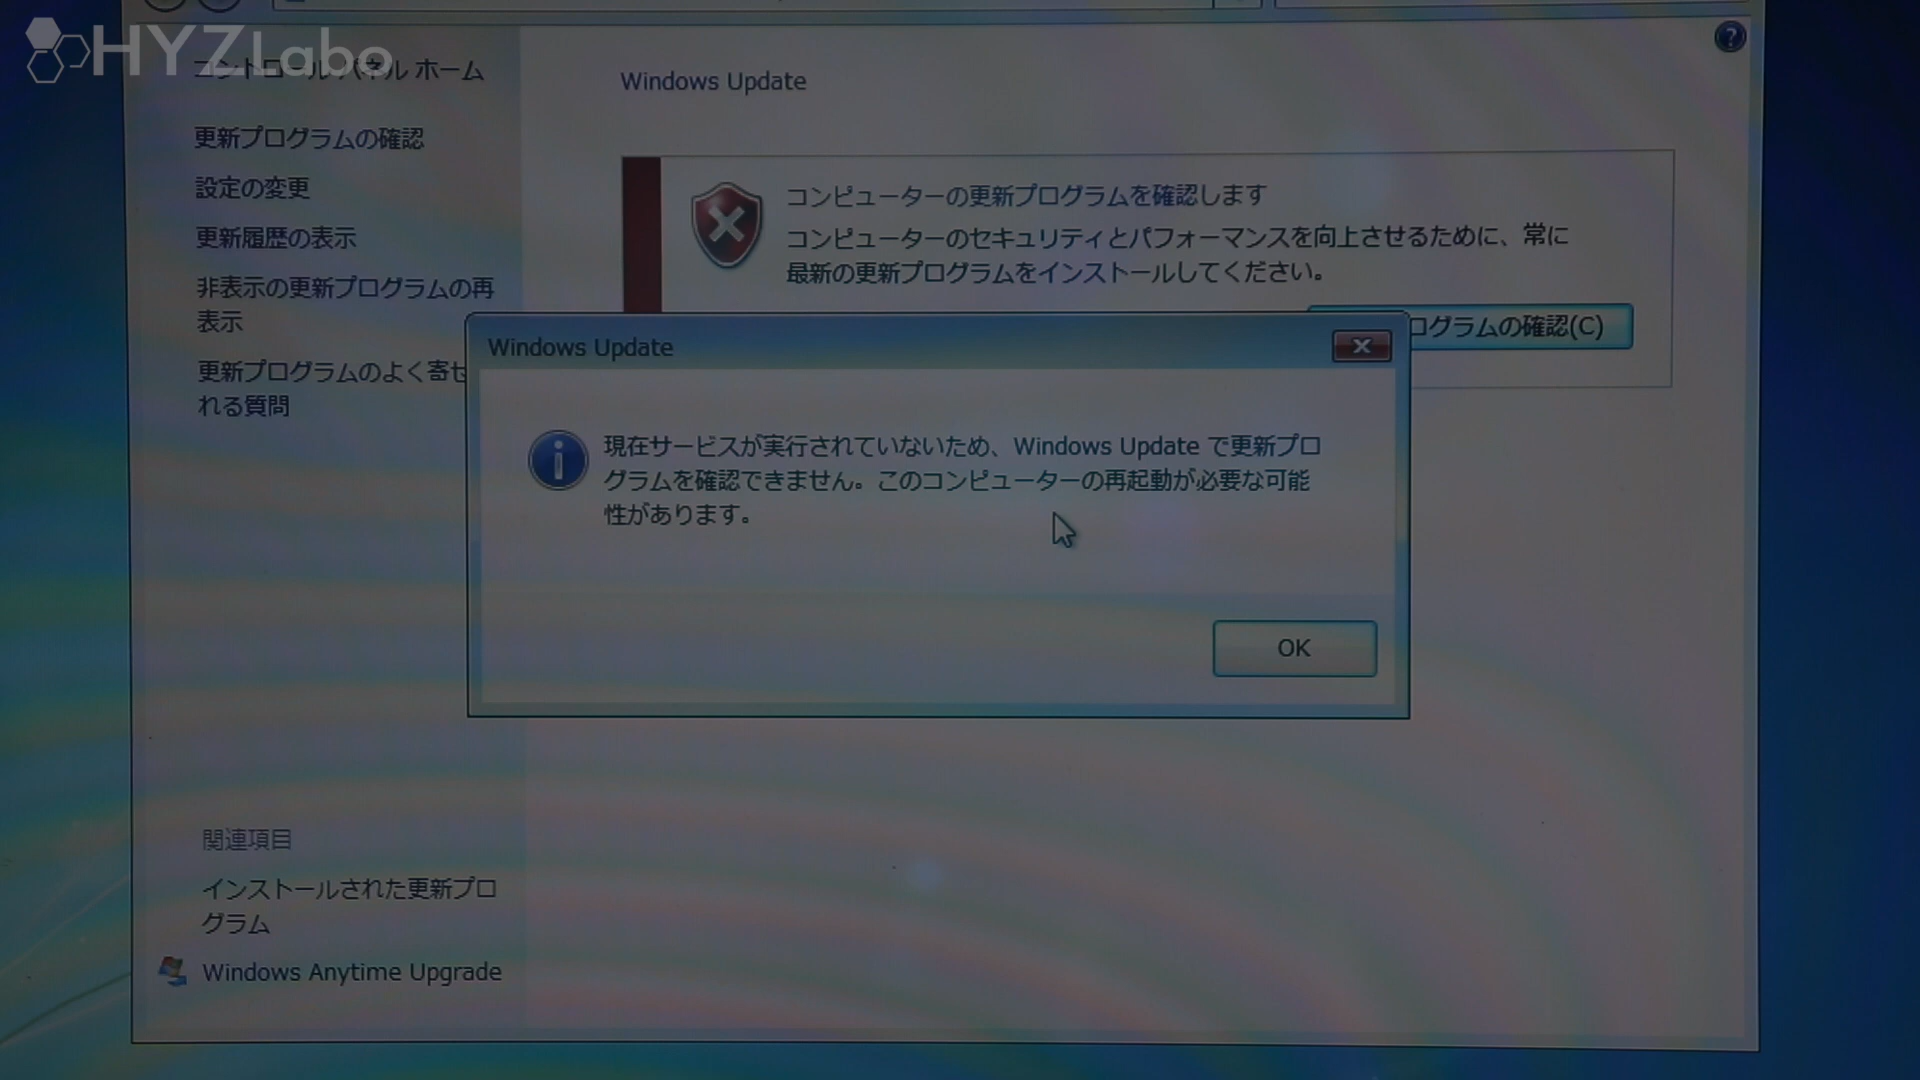 HYZLabo
コントロール パネル ホーム
更新プログラムの確認
設定の変更
更新履歴の表示
非表示の更新プログラムの再
表示
更新プログラムのよく寄せ
れる質問
関連項目
インストールされた更新プロ
グラム
Windows Anytime Upgrade
Windows Update
コンピューターの更新プログラムを確認します
コンピューターのセキュリティとパフォーマンスを向上させるために、常に
最新の更新プログラムをインストールしてください。
ログラムの確認(C)
Windows Update
現在サービスが実行されていないため、Windows Update で更新プロ
グラムを確認できません。このコンピューターの再起動が必要な可能
性があります。
OK